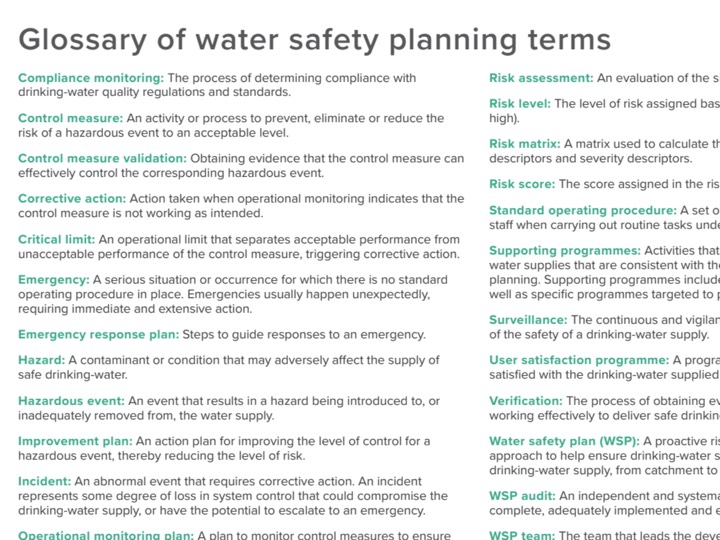 Glossary of water safety planning terms
Compliance monitoring: The process of determining compliance with
drinking-water quality regulations and standards.
Control measure: An activity or process to prevent, eliminate or reduce the
risk of a hazardous event to an acceptable level.
Control measure validation: Obtaining evidence that the control measure can
effectively control the corresponding hazardous event.
Corrective action: Action taken when operational monitoring indicates that the
control measure is not working as intended.
Critical limit: An operational limit that separates acceptable performance from
unacceptable performance of the control measure, triggering corrective action.
Emergency: A serious situation or occurrence for which there is no standard
operating procedure in place. Emergencies usually happen unexpectedly,
requiring immediate and extensive action.
Emergency response plan: Steps to guide responses to an emergency.
Hazard: A contaminant or condition that may adversely affect the supply of
safe drinking-water.
Hazardous event: An event that results in a hazard being introduced to, or
inadequately removed from, the water supply.
Improvement plan: An action plan for improving the level of control for a
hazardous event, thereby reducing the level of risk.
Incident: An abnormal event that requires corrective action. An incident
represents some degree of loss in system control that could compromise the
drinking-water supply, or have the potential to escalate to an emergency.
Operational monitoring plan: A plan to monitor control measures to ensure
Risk assessment: An evaluation of the
Risk level: The level of risk assigned
high).
Risk matrix: A matrix used to calculate
descriptors and severity descriptors.
Risk score: The score assigned in the
Standard operating procedure: A set
staff when carrying out routine tasks
Supporting programmes: Activities that
water supplies that are consistent with
planning. Supporting programmes
well as specific programmes targeted to
Surveillance: The continuous and
of the safety of a drinking-water supply.
User satisfaction programme: A
satisfied with the drinking-water supplied
Verification: The process of obtaining
working effectively to deliver safe
Water safety plan (WSP): A proactive
approach to help ensure drinking-water
drinking-water supply, from catchment to
WSP audit: An independent and
complete, adequately implemented and
WSP team: The team that leads the